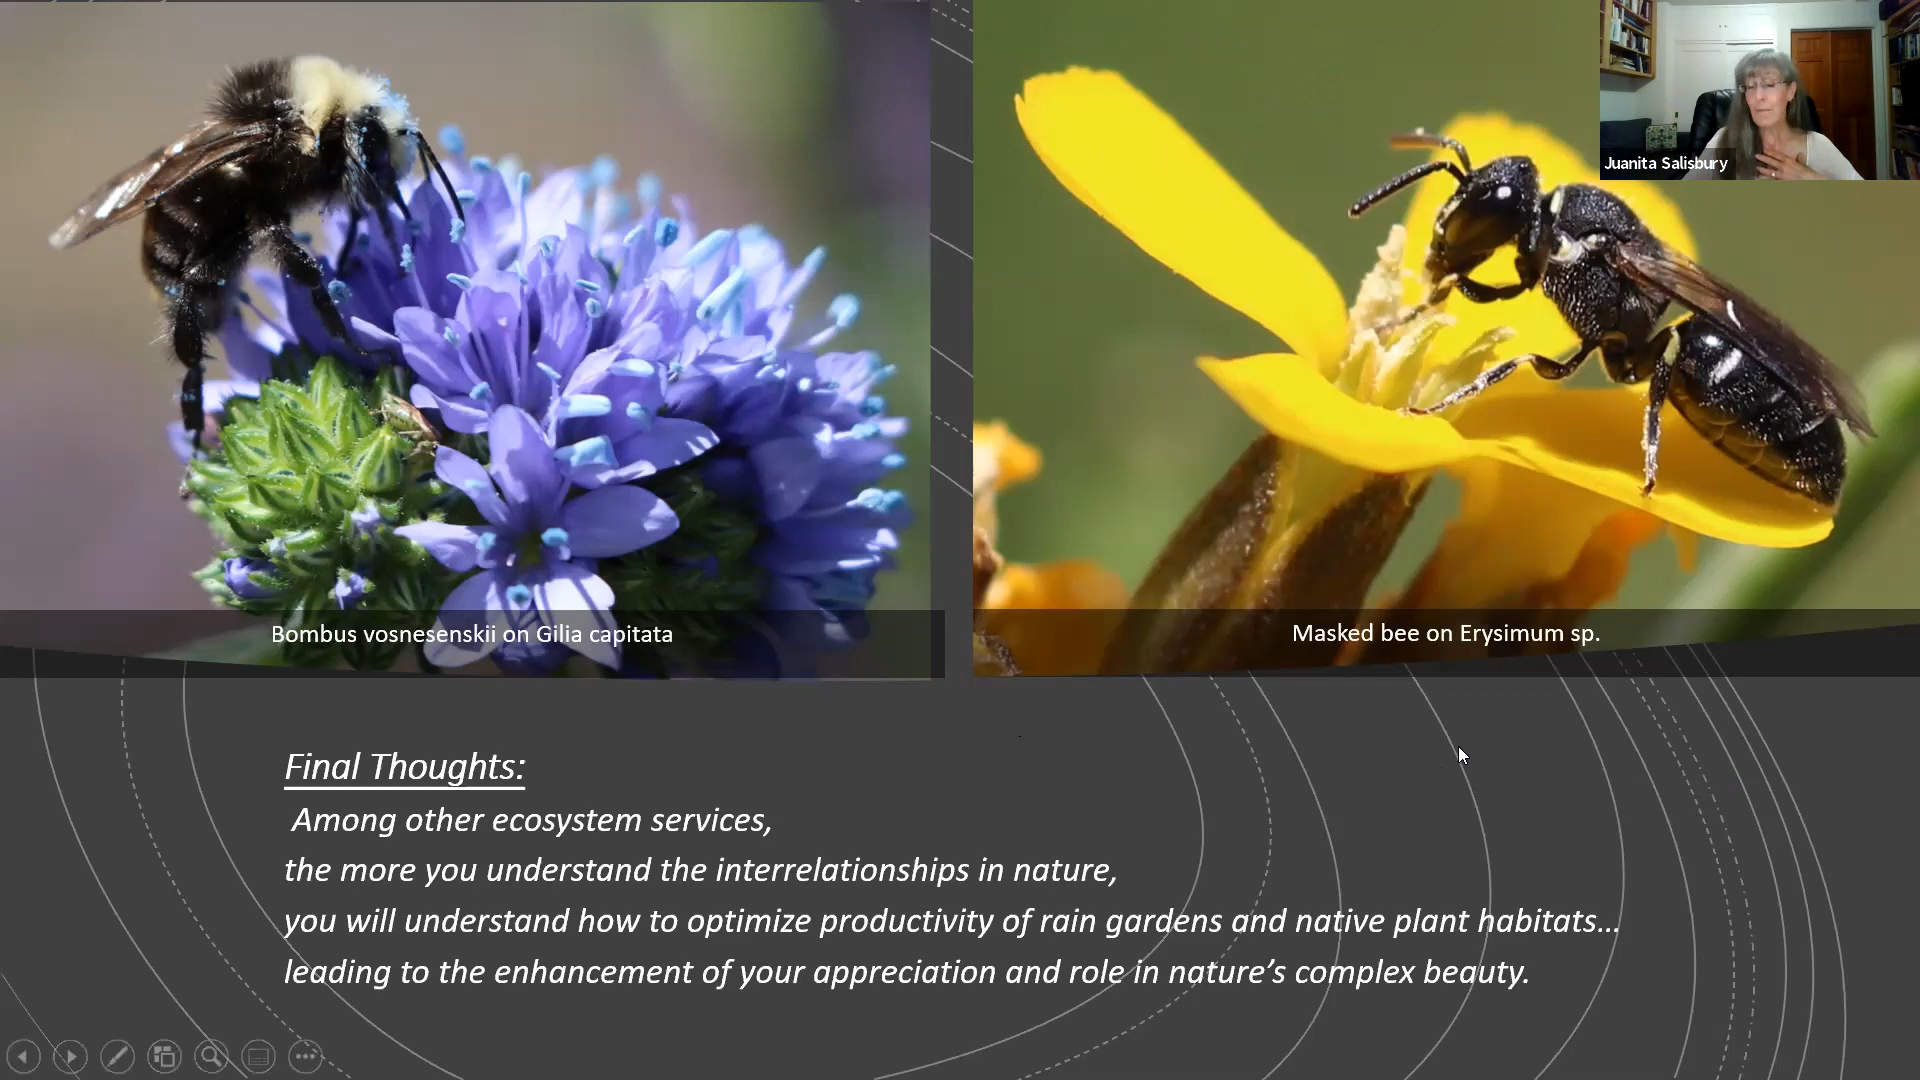 Juanita Salisbury
Bombus vosnesenskii on Gilia capitata
Masked bee on Erysimum sp.
Final Thoughts:
Among other ecosystem services,
the more you understand the interrelationships in nature,
you will understand how to optimize productivity of rain gardens and native plant habitats...
leading to the enhancement of your appreciation and role in nature’s complex beauty.